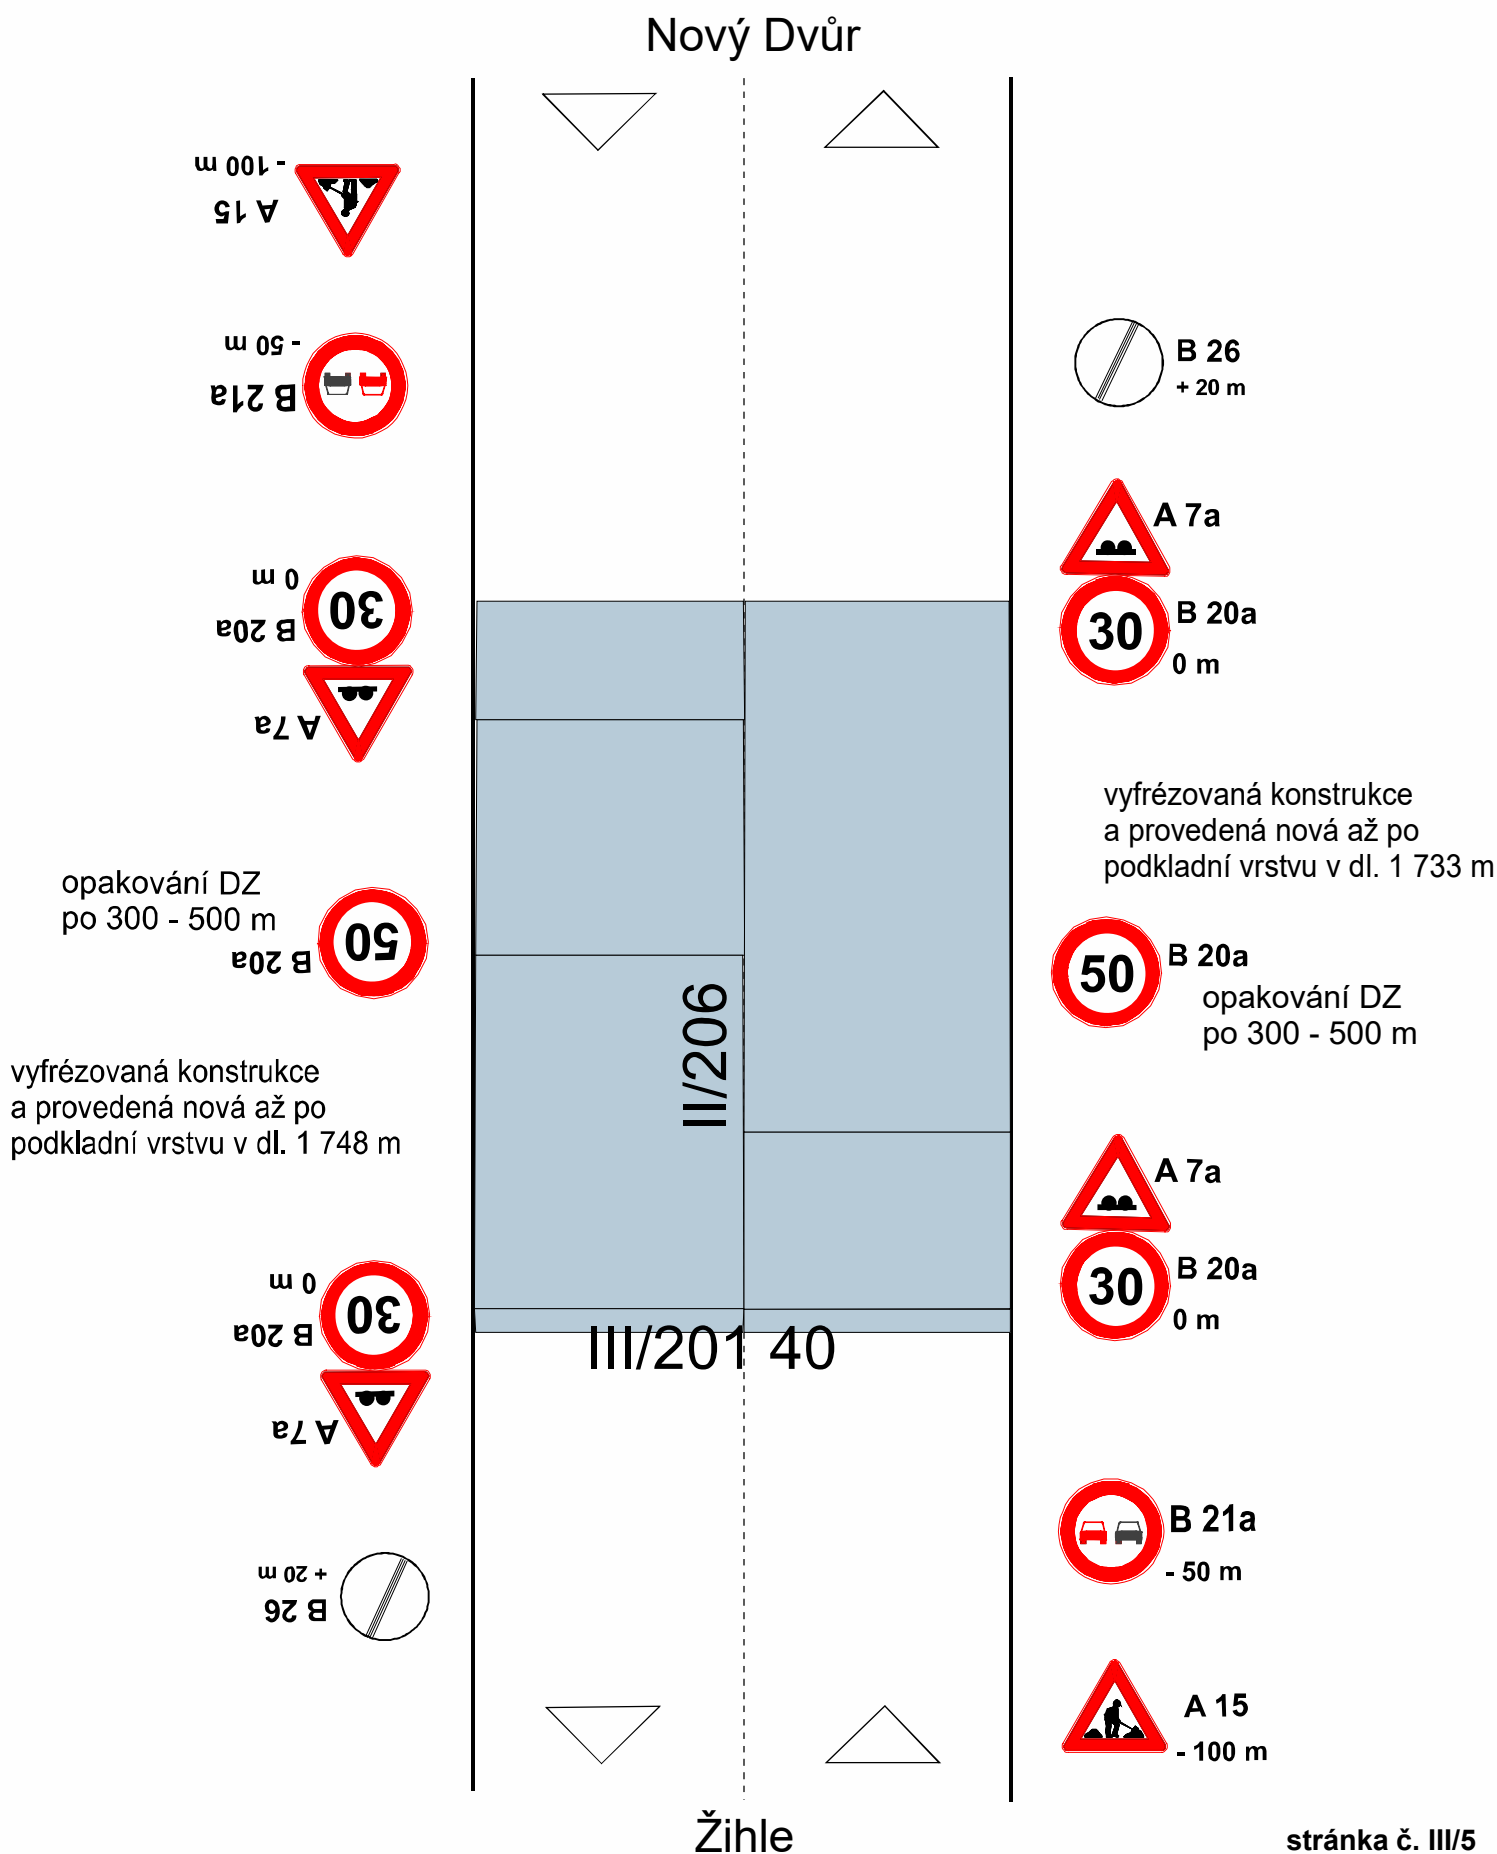 Nový Dvůr
- 100 m
A 15
- 50 m
B 21a
B 26
+ 20 m
A 7a
B 20a
30
0 m
0 m
B 20a
30
A 7a
vyfrézovaná konstrukce
a provedená nová až po
podkladní vrstvu v dl. 1 733 m
opakování DZ
po 300 - 500 m
B 20a
50
50
B 20a
opakování DZ
po 300 - 500 m
II/206
vyfrézovaná konstrukce
a provedená nová až po
podkladní vrstvu v dl. 1 748 m
A 7a
B 20a
30
0 m
0 m
B 20a
30
A 7a
III/201 40
B 21a
- 50 m
+ 20 m
B 26
A 15
- 100 m
Žihle
stránka č. III/5